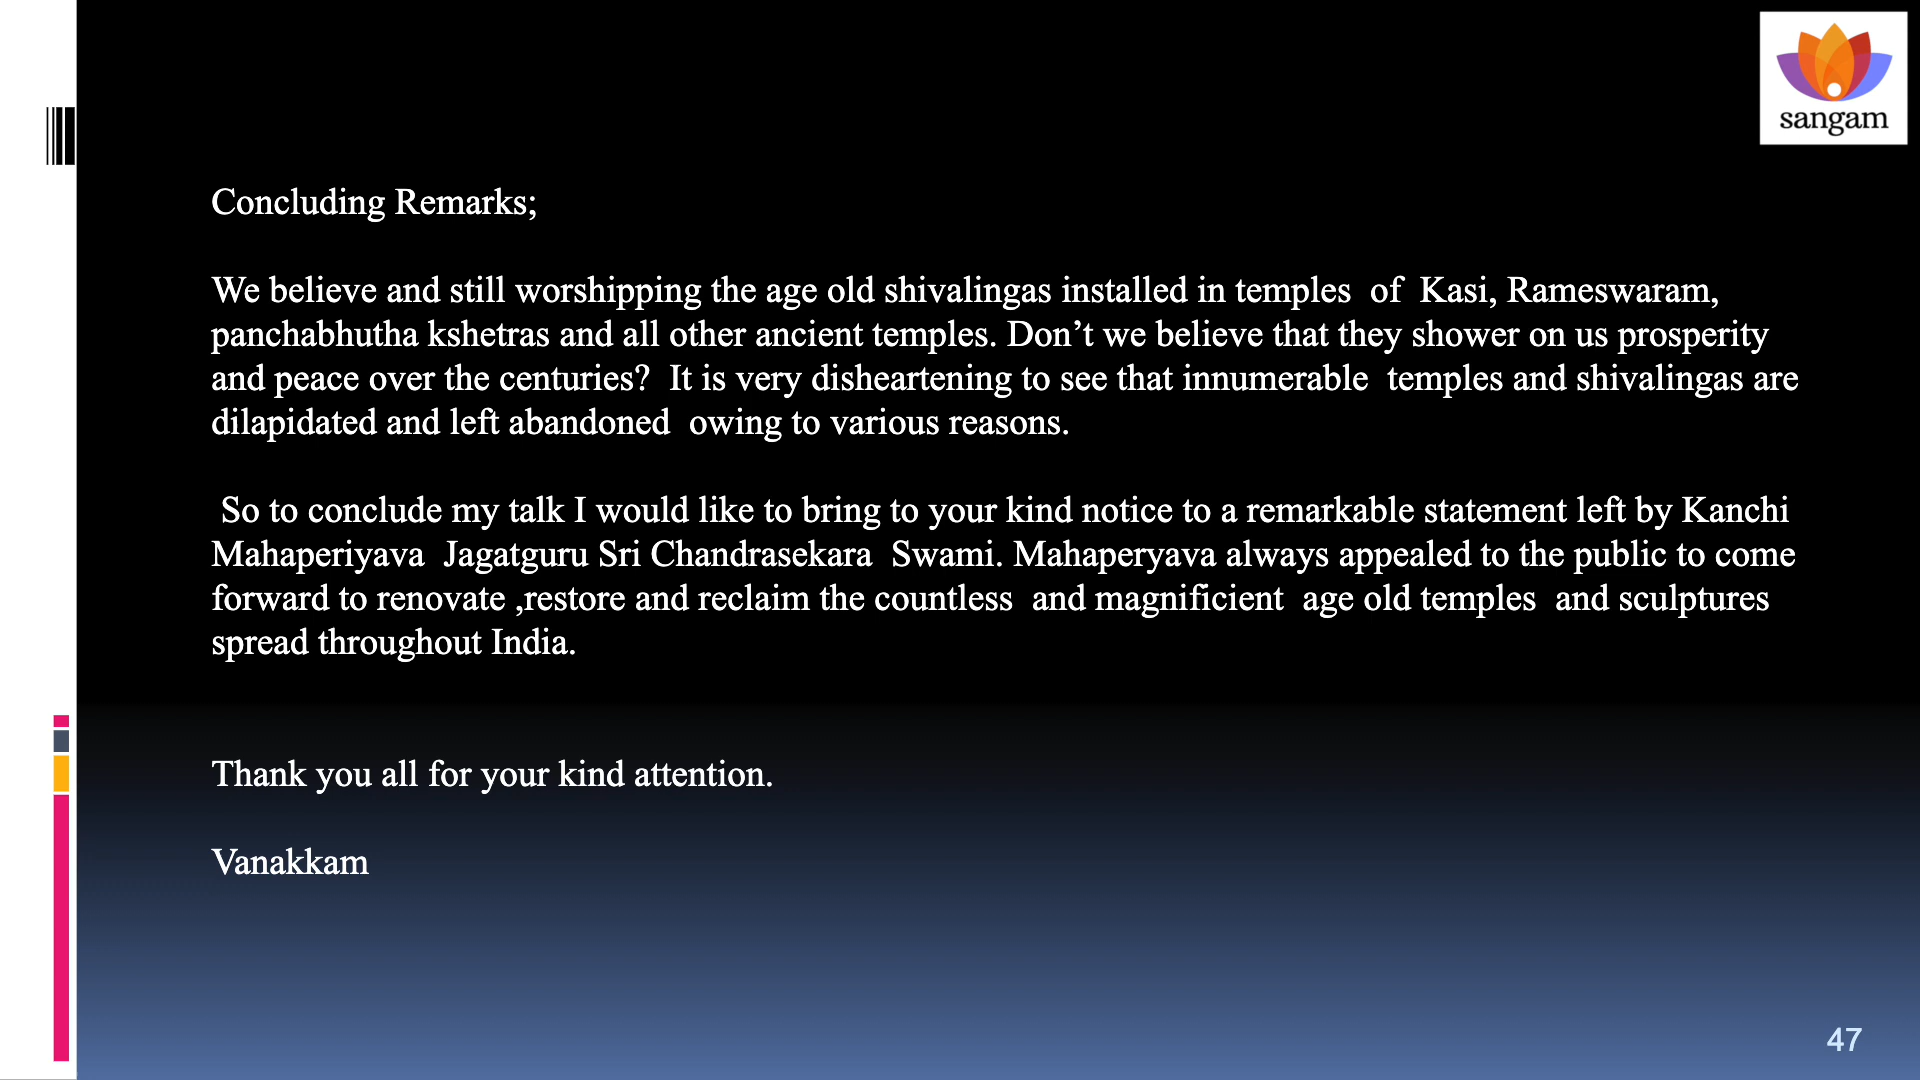 sangam
Concluding Remarks;
We believe and still worshipping the age old shivalingas installed in temples  of  Kasi, Rameswaram,
panchabhutha kshetras and all other ancient temples. Don’t we believe that they shower on us prosperity
and peace over the centuries?  It is very disheartening to see that innumerable  temples and shivalingas are
dilapidated and left abandoned  owing to various reasons.
So to conclude my talk I would like to bring to your kind notice to a remarkable statement left by Kanchi
Mahaperiyava  Jagatguru Sri Chandrasekara  Swami. Mahaperyava always appealed to the public to come
forward to renovate ,restore and reclaim the countless  and magnificient  age old temples  and sculptures
spread throughout India.
Thank you all for your kind attention.
Vanakkam
47